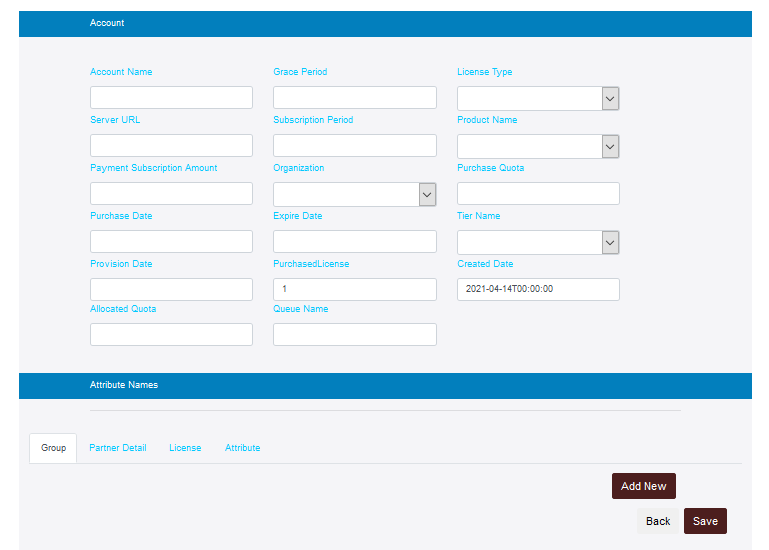 Account
Account Name Grace Period License Type
Server URL Subscription Period Product Name
Payment Subscription Amount Organization Purchase Quota
Purchase Date Expire Date Tier Name
Provision Date PurchasedLicense Created Date
1 2021-04-14T00:00:00
Allocated Quota Queue Name
Attribute Names
Group Partner Detail License Attribute
Add New
Back Save